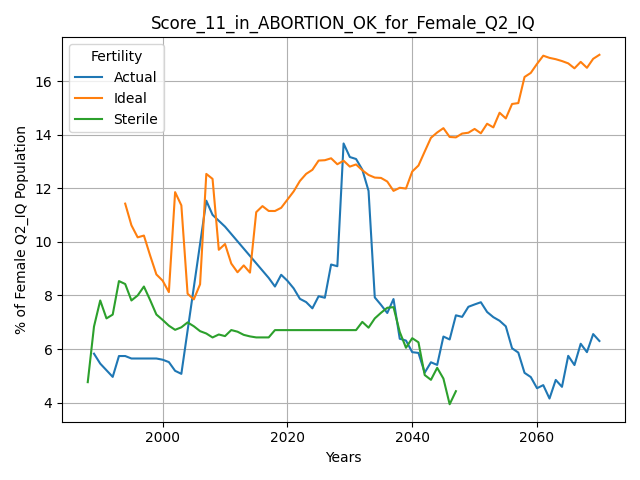 Score_11_in_ABORTION_OK_for_Female_Q2_IQ
Fertility
Actual
Ideal
Sterile
% of Female Q2_IQ Population
16
14
12
10
8
6
4
2000 2020 2040 2060
Years